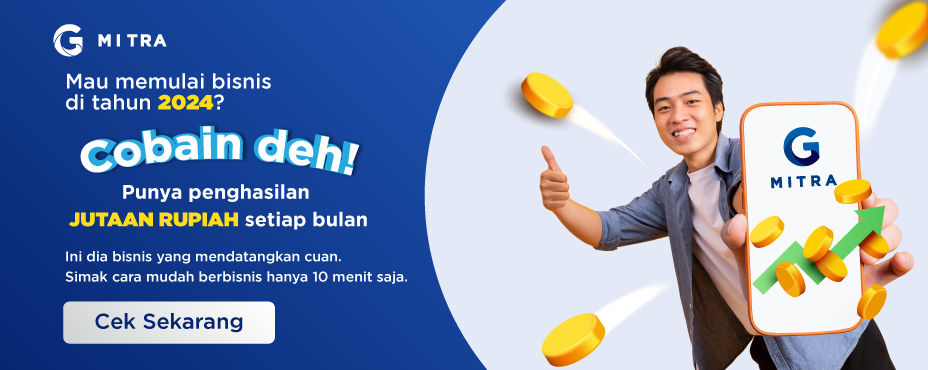 G MITRA
Mau memulai bisnis
di tahun 2024?
Cobain deh!
Punya penghasilan
JUTAAN RUPIAH setiap bulan
Ini dia bisnis yang mendatangkan cuan.
Simak cara mudah berbisnis hanya 10 menit saja.
Cek Sekarang
G
MITRA